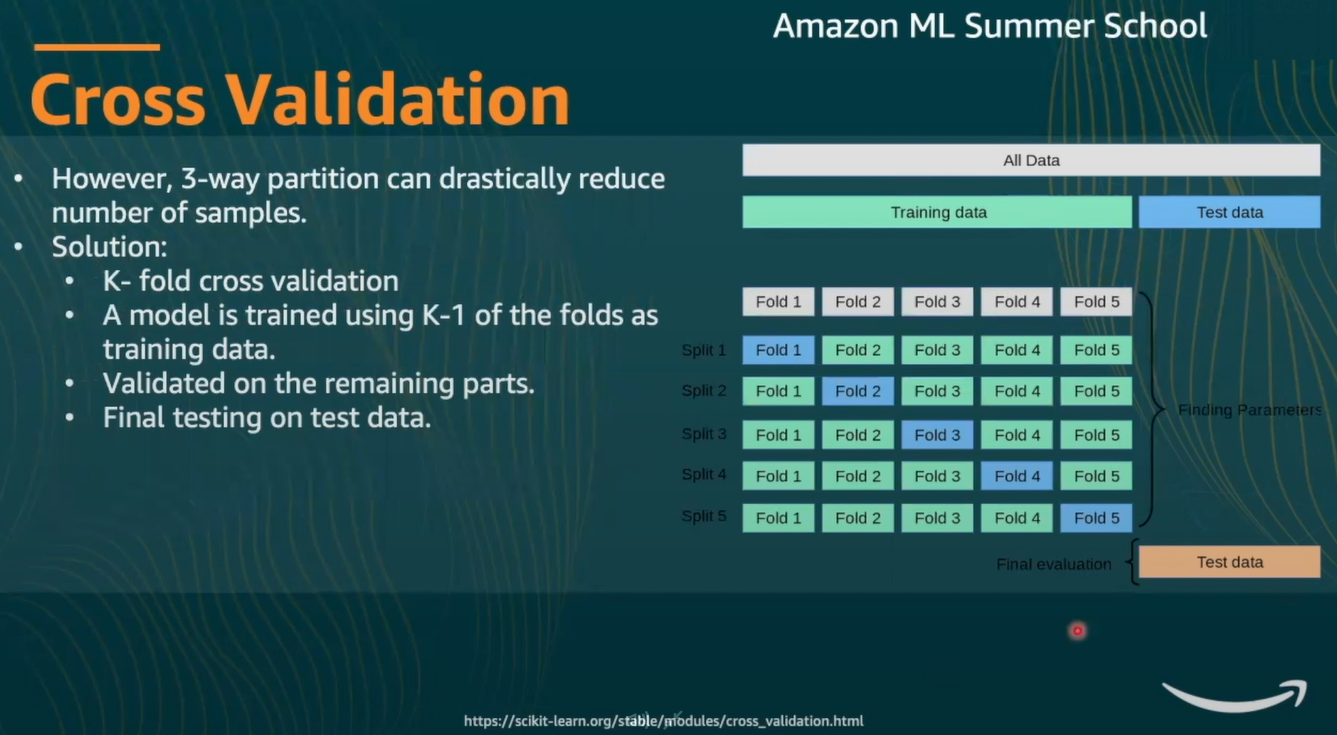 Amazon ML Summer School
Cross Validation
• However, 3-way partition can drastically reduce
number of samples.
• Solution:
• K- fold cross validation
• A model is trained using K-1 of the folds as
training data.
• Validated on the remaining parts.
• Final testing on test data.
All Data
Training data Test data
Fold 1 Fold 2 Fold 3 Fold 4 Fold 5
Split 1 Fold 1 Fold 2 Fold 3 Fold 4 Fold 5
Split 2 Fold 1 Fold 2 Fold 3 Fold 4 Fold 5
Finding Parameters
Split 3 Fold 1 Fold 2 Fold 3 Fold 4 Fold 5
Split 4 Fold 1 Fold 2 Fold 3 Fold 4 Fold 5
Split 5 Fold 1 Fold 2 Fold 3 Fold 4 Fold 5
Final evaluation Test data
https://scikit-learn.org/stable/modules/cross_validation.html